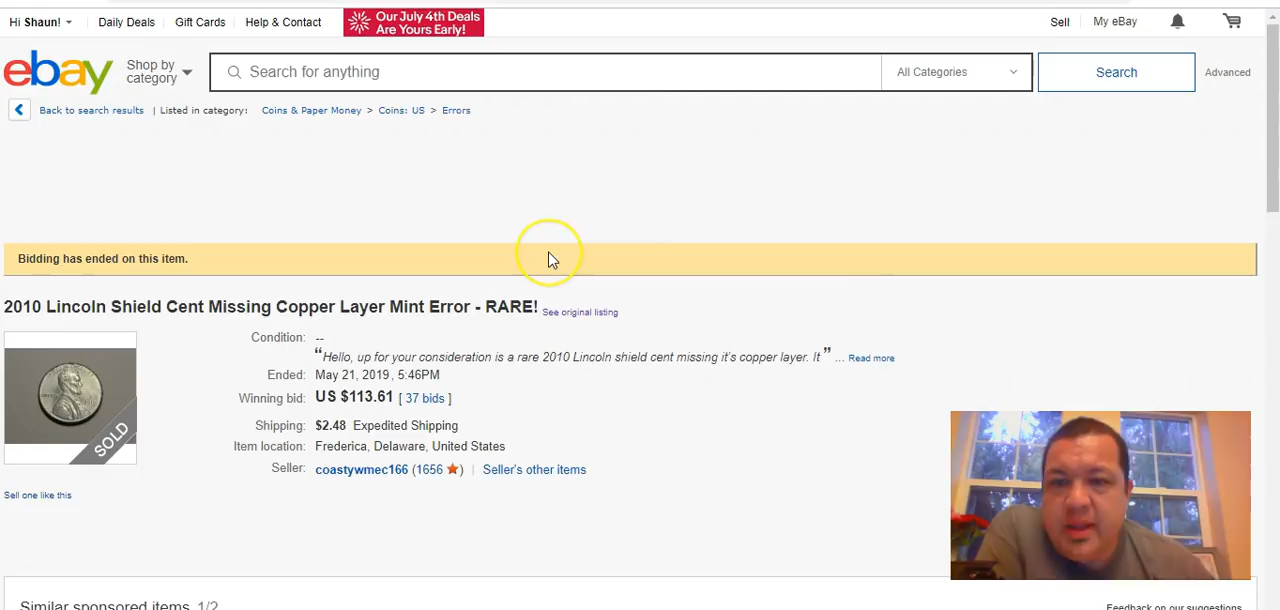 Hi Shaun! Daily Deals Gift Cards Help & Contact Our July 4th Deals Are Yours Early! Sell My eBay
ebay Shop by category Search for anything All Categories Search Advanced
Back to search results | Listed in category: Coins & Paper Money > Coins: US > Errors
Bidding has ended on this item.
2010 Lincoln Shield Cent Missing Copper Layer Mint Error - RARE! See original listing
Condition: --
“Hello, up for your consideration is a rare 2010 Lincoln shield cent missing it's copper layer. It ” ... Read more
Ended: May 21, 2019, 5:46PM
Winning bid: US $113.61 [ 37 bids ]
Shipping: $2.48 Expedited Shipping
Item location: Frederica, Delaware, United States
Seller: coastywmec166 (1656 ) | Seller's other items
SOLD
Sell one like this
Similar sponsored items 1/2
Feedback on our suggestions